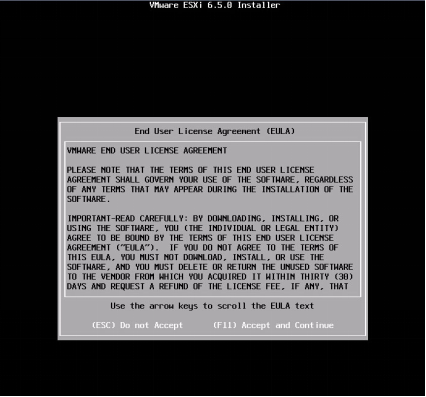 VMware ESXi 6.5.0 Installer
End User License Agreement (EULA)
VMWARE END USER LICENSE AGREEMENT
PLEASE NOTE THAT THE TERMS OF THIS END USER LICENSE
AGREEMENT SHALL GOVERN YOUR USE OF THE SOFTWARE, REGARDLESS
OF ANY TERMS THAT MAY APPEAR DURING THE INSTALLATION OF THE
SOFTWARE.
IMPORTANT-READ CAREFULLY: BY DOWNLOADING, INSTALLING, OR
USING THE SOFTWARE, YOU (THE INDIVIDUAL OR LEGAL ENTITY)
AGREE TO BE BOUND BY THE TERMS OF THIS END USER LICENSE
AGREEMENT ("EULA"). IF YOU DO NOT AGREE TO THE TERMS OF
THIS EULA, YOU MUST NOT DOWNLOAD, INSTALL, OR USE THE
SOFTWARE, AND YOU MUST DELETE OR RETURN THE UNUSED SOFTWARE
TO THE VENDOR FROM WHICH YOU ACQUIRED IT WITHIN THIRTY (30)
DAYS AND REQUEST A REFUND OF THE LICENSE FEE, IF ANY, THAT
Use the arrow keys to scroll the EULA text
(ESC) Do not Accept (F11) Accept and Continue